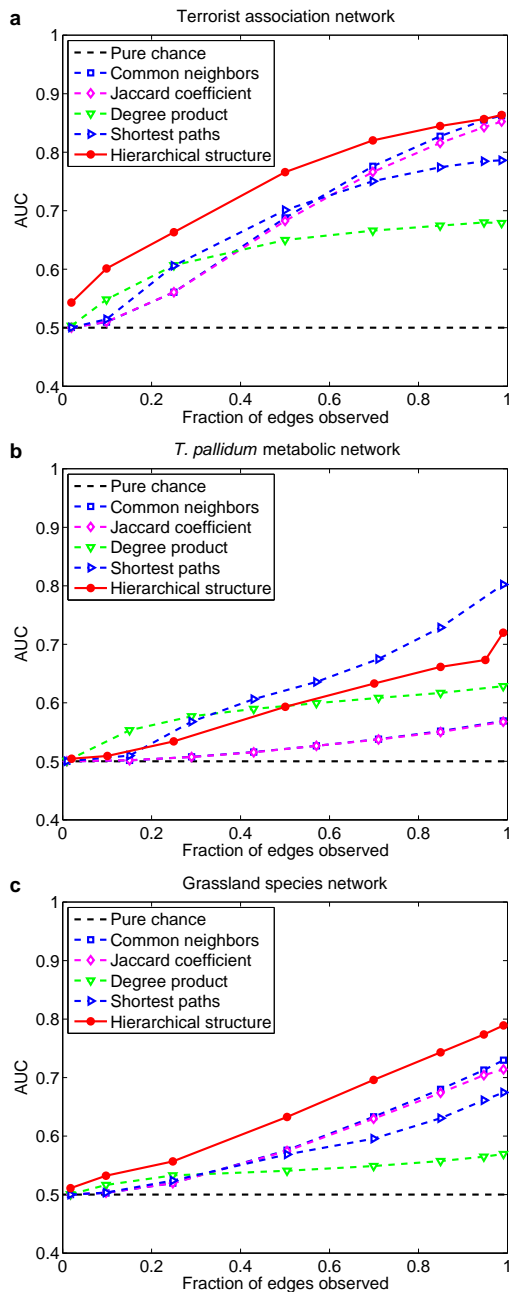 a
Terrorist association network
1
0.9
0.8
0.7
0.6
0.5
0.4
AUC
Pure chance
Common neighbors
Jaccard coefficient
Degree product
Shortest paths
Hierarchical structure
0 0.2 0.4 0.6 0.8 1
Fraction of edges observed
b
T. pallidum metabolic network
1
0.9
0.8
0.7
0.6
0.5
0.4
AUC
Pure chance
Common neighbors
Jaccard coefficient
Degree product
Shortest paths
Hierarchical structure
0 0.2 0.4 0.6 0.8 1
Fraction of edges observed
c
Grassland species network
1
0.9
0.8
0.7
0.6
0.5
0.4
AUC
Pure chance
Common neighbors
Jaccard coefficient
Degree product
Shortest paths
Hierarchical structure
0 0.2 0.4 0.6 0.8 1
Fraction of edges observed